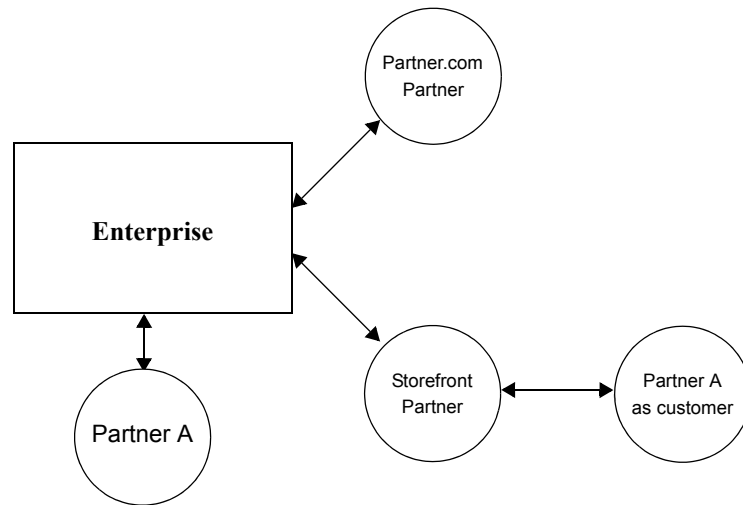 Partner.com
Partner
Enterprise
Storefront
Partner
Partner A
as customer
Partner A